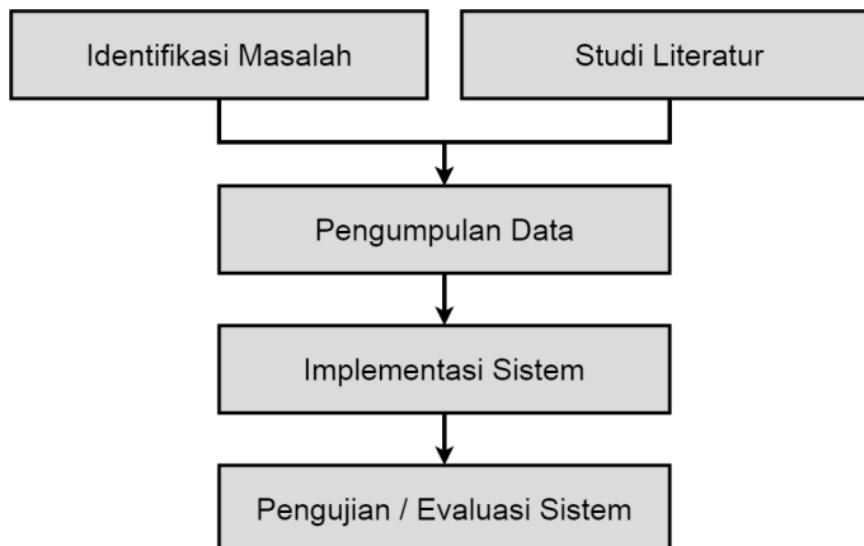 Identifikasi Masalah
Studi Literatur
Pengumpulan Data
Implementasi Sistem
Pengujian / Evaluasi Sistem